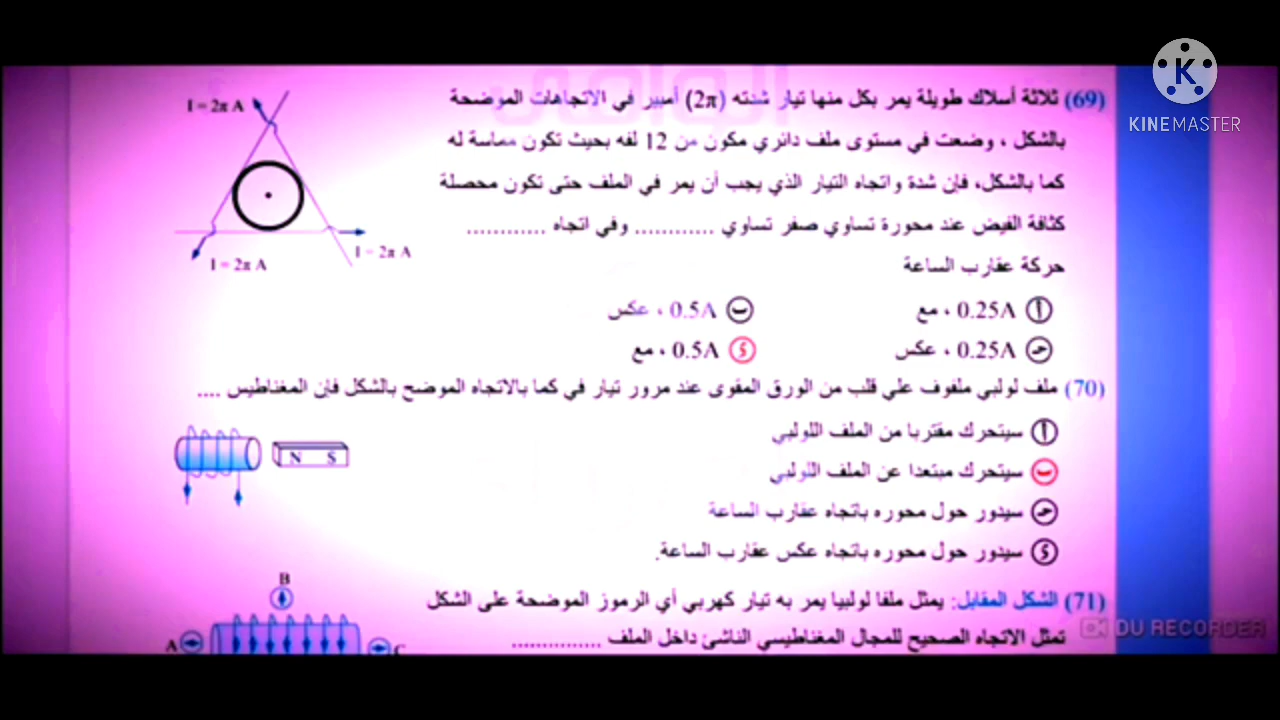 KINEMASTER
(69) ثلاثة أسلاك طويلة يمر بكل منها تيار شدته (2π) أمبير في الاتجاهات الموضحة
بالشكل ، وضعت في مستوى ملف دائري مكون من 12 لفه بحيث تكون مماسة له
كما بالشكل، فإن شدة واتجاه التيار الذي يجب أن يمر في الملف حتى تكون محصلة
كثافة الفيض عند محورة تساوي صفر تساوي ............ وفي اتجاه ............
حركة عقارب الساعة
I = 2π A
I = 2π A
I = 2π A
أ 0.25A ، مع
ب 0.5A ، عكس
جـ 0.25A ، عكس
د 0.5A ، مع
(70) ملف لولبي ملفوف علي قلب من الورق المقوى عند مرور تيار في كما بالاتجاه الموضح بالشكل فإن المغناطيس ....
N S
أ سيتحرك مقتربا من الملف اللولبي
ب سيتحرك مبتعدا عن الملف اللولبي
جـ سيدور حول محوره باتجاه عقارب الساعة
د سيدور حول محوره باتجاه عكس عقارب الساعة.
(71) الشكل المقابل: يمثل ملفا لولبيا يمر به تيار كهربي أي الرموز الموضحة على الشكل
تمثل الاتجاه الصحيح للمجال المغناطيسي الناشئ داخل الملف ...............
B
A
C
DU RECORDER